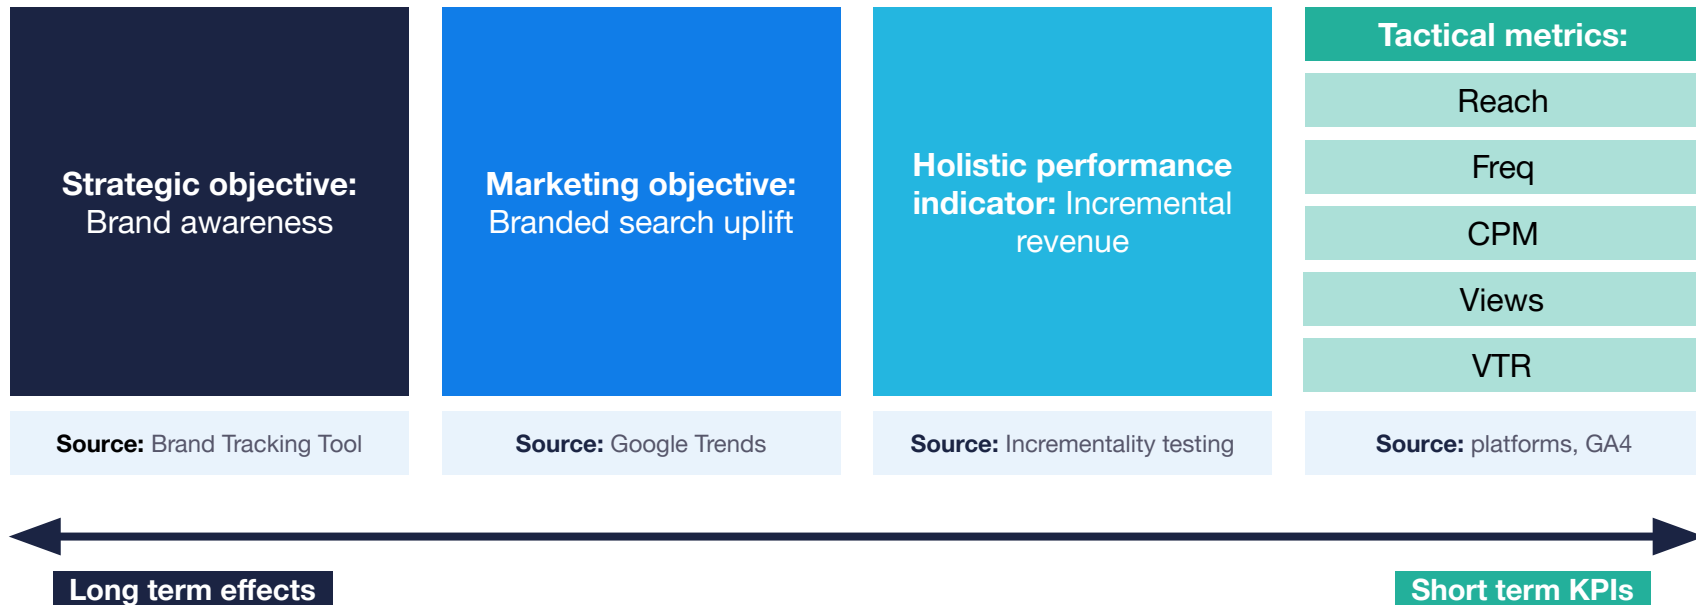 Strategic objective:
Brand awareness
Source: Brand Tracking Tool
Marketing objective:
Branded search uplift
Source: Google Trends
Holistic performance
indicator: Incremental
revenue
Source: Incrementality testing
Tactical metrics:
Reach
Freq
CPM
Views
VTR
Source: platforms, GA4
Long term effects
Short term KPIs